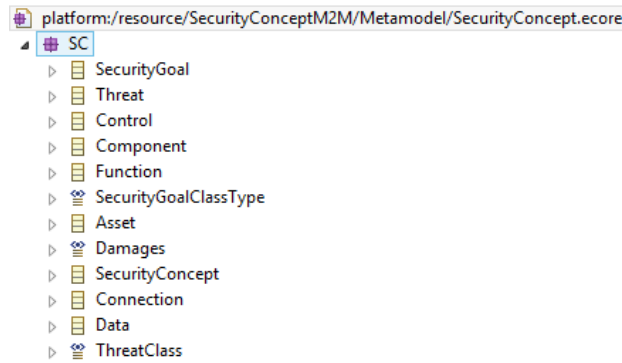 platform:/resource/SecurityConceptM2M/Metamodel/SecurityConcept.ecore
SC
SecurityGoal
Threat
Control
Component
Function
SecurityGoalClassType
Asset
Damages
SecurityConcept
Connection
Data
ThreatClass